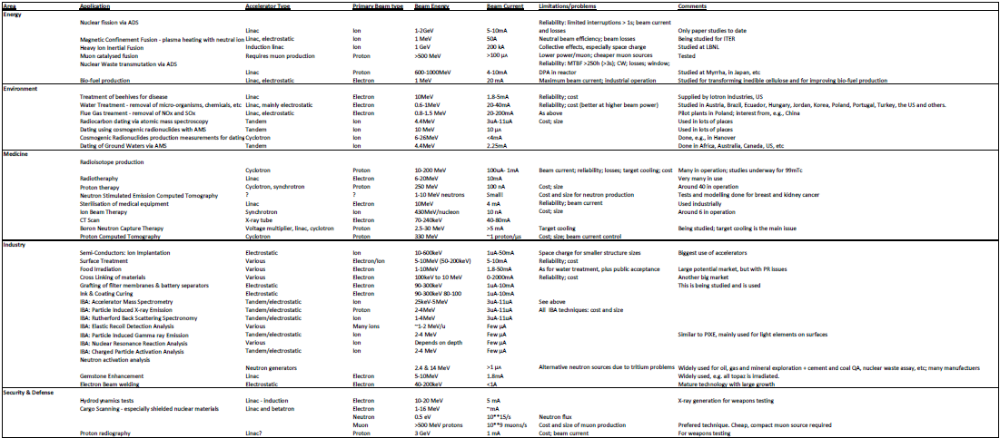 Area Application Accelerator Type Primary Beam type Beam Energy Beam Current Limitations/problems Comments
Energy
Nuclear fission via ADS Reliability: limited interruptions > 1s; beam current
Linac Ion 1-2GeV 5-10mA and losses Only paper studies to date
Magnetic Confinement Fusion - plasma heating with neutral ion Linac, electrostatic Ion 1 MeV 50A Neutral beam efficiency; beam losses Being studied for ITER
Heavy Ion Inertial Fusion Induction linac Ion 1 GeV 200 kA Collective effects, especially space charge Studied at LBNL
Muon catalysed fusion Requires muon production Proton >500 MeV >100 µA Lower power/muon; cheaper muon sources Tested
Nuclear Waste transmutation via ADS Reliability: MTBF >250h (>3s); CW; losses; window;
Linac Proton 600-1000MeV 4-10mA DPA in reactor Studied at Myrrha, in Japan, etc
Bio-fuel production Linac, electrostatic Electron 1 MeV 20 mA Maximum beam current; industrial operation Studied for transforming inedible cellulose and for improving bio-fuel production
Environment
Treatment of beehives for disease Linac Electron 10MeV 1.8-5mA Reliability; cost Supplied by Iotron Industries, US
Water Treatment - removal of micro-organisms, chemicals, etc Linac, mainly electrostatic Electron 0.6-1MeV 20-40mA Reliability; cost (better at higher beam power) Studied in Austria, Brazil, Ecuador, Hungary, Jordan, Korea, Poland, Portugal, Turkey, the US and others.
Flue Gas treament - removal of NOx and SOx Linac, electrostatic Electron 0.8-1.5 MeV 20-200mA As above Pilot plants in Poland; interest from, e.g., China
Radiocarbon dating via atomic mass spectroscopy Tandem Ion 4.4MeV 3uA-11µA Cost; size Used in lots of places
Dating using cosmogenic radionuclides with AMS Tandem Ion 10 MeV 10 µA Used in lots of places
Cosmogenic Radionuclides production measurements for dating Cyclotron Ion 6-26MeV <4mA Done, e.g., in Hanover
Dating of Ground Waters via AMS Tandem Ion 4.4MeV 2.25mA Done in Africa, Australia, Canada, US, etc
Medicine
Radioisotope production
Cyclotron Proton 10-200 MeV 100uA- 1mA Beam current; reliability; losses; target cooling; cost Many in operation; studies underway for 99mTc
Radiotherapy Linac Electron 6-20MeV 10mA Very many in use
Proton therapy Cyclotron, synchrotron Proton 250 MeV 100 nA Cost; size Around 40 in operation
Neutron Stimulated Emission Computed Tomography ? ? 1-10 MeV neutrons Small! Cost and size for neutron production Tests and modelling done for breast and kidney cancer
Sterilisation of medical equipment Linac Electron 10MeV 4 mA Reliability; beam current Used industrially
Ion Beam Therapy Synchrotron Ion 430MeV/nucleon 10 nA Cost; size Around 6 in operation
CT Scan X-ray tube Electron 70-240keV 40-80mA
Boron Neutron Capture Therapy Voltage multiplier, linac, cyclotron Proton 2.5-30 MeV >5 mA Target cooling Being studied; target cooling is the main issue
Proton Computed Tomography Cyclotron Proton 330 MeV ~1 proton/µs Cost; size; beam current control
Industry
Semi-Conductors: Ion Implantation Electrostatic Ion 10-600keV 1uA-50mA Space charge for smaller structure sizes Biggest use of accelerators
Surface Treatment Various Electron/Ion 5-10MeV (50-200keV) 5-10mA Reliability; cost
Food Irradiation Various Electron 1-10MeV 1.8-50mA As for water treatment, plus public acceptance Large potential market, but with PR issues
Cross Linking of materials Various Electron 100keV to 10 MeV 0-2000mA Reliability; cost Another big market
Grafting of filter membranes & battery separators Electrostatic Electron 90-300keV 1uA-10mA This is being studied and is used
Ink & Coating Curing Electrostatic Electron 90-300keV 80-100 1uA-10mA
IBA: Accelerator Mass Spectrometry Tandem/electrostatic Ion 25keV-5MeV 3uA-11uA See above
IBA: Particle Induced X-ray Emission Tandem/electrostatic Proton 2-4MeV 3uA-11uA All IBA techniques: cost and size
IBA: Rutherford Back Scattering Spectronomy Tandem/electrostatic Ion 1-4MeV 3uA-11uA
IBA: Elastic Recoil Detection Analysis Various Many ions ~1-2 MeV/u Few µA
IBA: Particle Induced Gamma ray Emission Tandem/electrostatic Ion 2-4 MeV Few µA Similar to PIXE, mainly used for light elements on surfaces
IBA: Nuclear Resonance Reaction Analysis Various Ion Depends on depth Few µA
IBA: Charged Particle Activation Analysis Tandem/electrostatic Ion 2-4 MeV Few µA
Neutron activation analysis
Neutron generators 2.4 & 14 MeV >1 µA Alternative neutron sources due to tritium problems Widely used for oil, gas and mineral exploration + cement and coal QA, nuclear waste assay, etc; many manufactuers
Gemstone Enhancement Linac Electron 5-10MeV 1.8mA Widely used, e.g. all topaz is irradiated.
Electron Beam welding Electrostatic Electron 40-200keV <1A Mature technology with large growth
Security & Defense
Hydrodynamics tests Linac - induction Electron 10-20 MeV 5 mA X-ray generation for weapons testing
Cargo Scanning - especially shielded nuclear materials Linac and betatron Electron 1-16 MeV ~mA
Neutron 0.5 eV 10**15/s Neutron flux
Muon >500 MeV protons 10**9 muons/s Cost and size of muon production Prefered technique. Cheap, compact muon source required
Proton radiography Linac? Proton 3 GeV 1 mA Cost; beam current For weapons testing